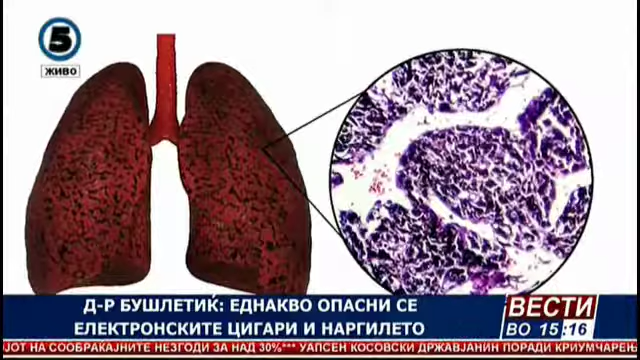 5
ЖИВО
Д-Р БУШЛЕТИЌ: ЕДНАКВО ОПАСНИ СЕ
ЕЛЕКТРОНСКИТЕ ЦИГАРИ И НАРГИЛЕТО
ВЕСТИ
ВО 15:16
ЈОТ НА СООБРАЌАЈНИТЕ НЕЗГОДИ ЗА НАД 30%*** УАПСЕН КОСОВСКИ ДРЖАВЈАНИН ПОРАДИ КРИУМЧАРЕЊ